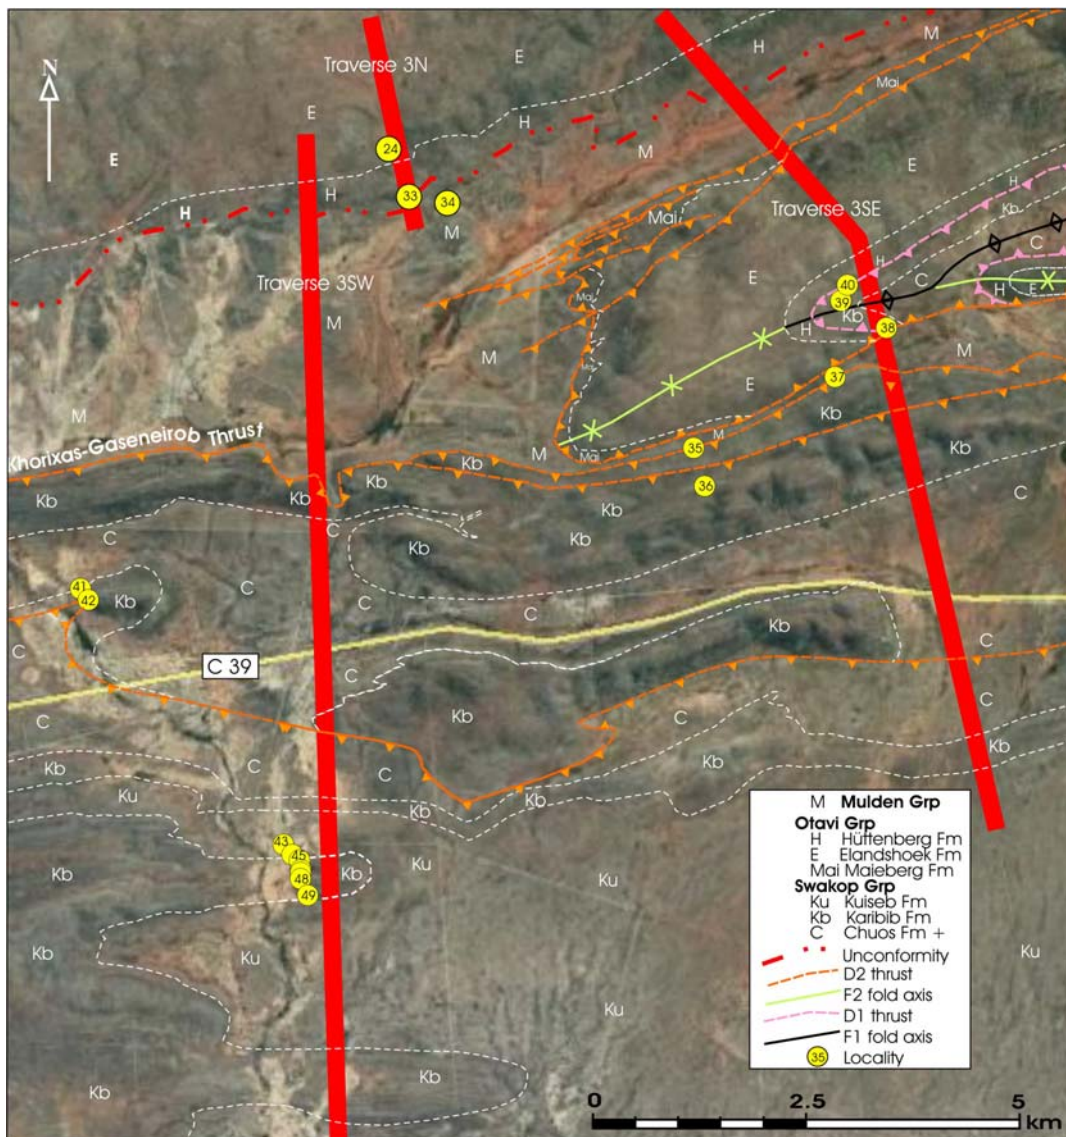 E
H
M
N
Traverse 3N
Mai
E
H
E
24
M
E
H
H
Kb
H
33
34
M
Mai
Traverse 3SE
H
C
E
Traverse 3SW
40
C
H
E
Mai
39
Kb
M
H
38
Mai
M
M
37
E
Kb
M
Khorixas-Gaseneirob Thrust
M
35
M
Kb
Kb
Mai
Kb
36
Kb
Kb
Kb
C
C
C
Kb
Kb
41
42
Kb
C
C
C
Kb
C
C 39
C
C
Kb
C
C
Kb
Kb
Kb
C
C
Kb
Kb
Ku
43
45
Ku
48
Kb
Kb
49
Ku
Kb
Ku
Ku
Ku
Kb
Kb
M Mulden Grp
Otavi Grp
H Hüttenberg Fm
E Elandshoek Fm
Mai Maieberg Fm
Swakop Grp
Ku Kuiseb Fm
Kb Karibib Fm
C Chuos Fm +
Unconformity
D2 thrust
F2 fold axis
D1 thrust
F1 fold axis
35 Locality
0 2.5 5
km